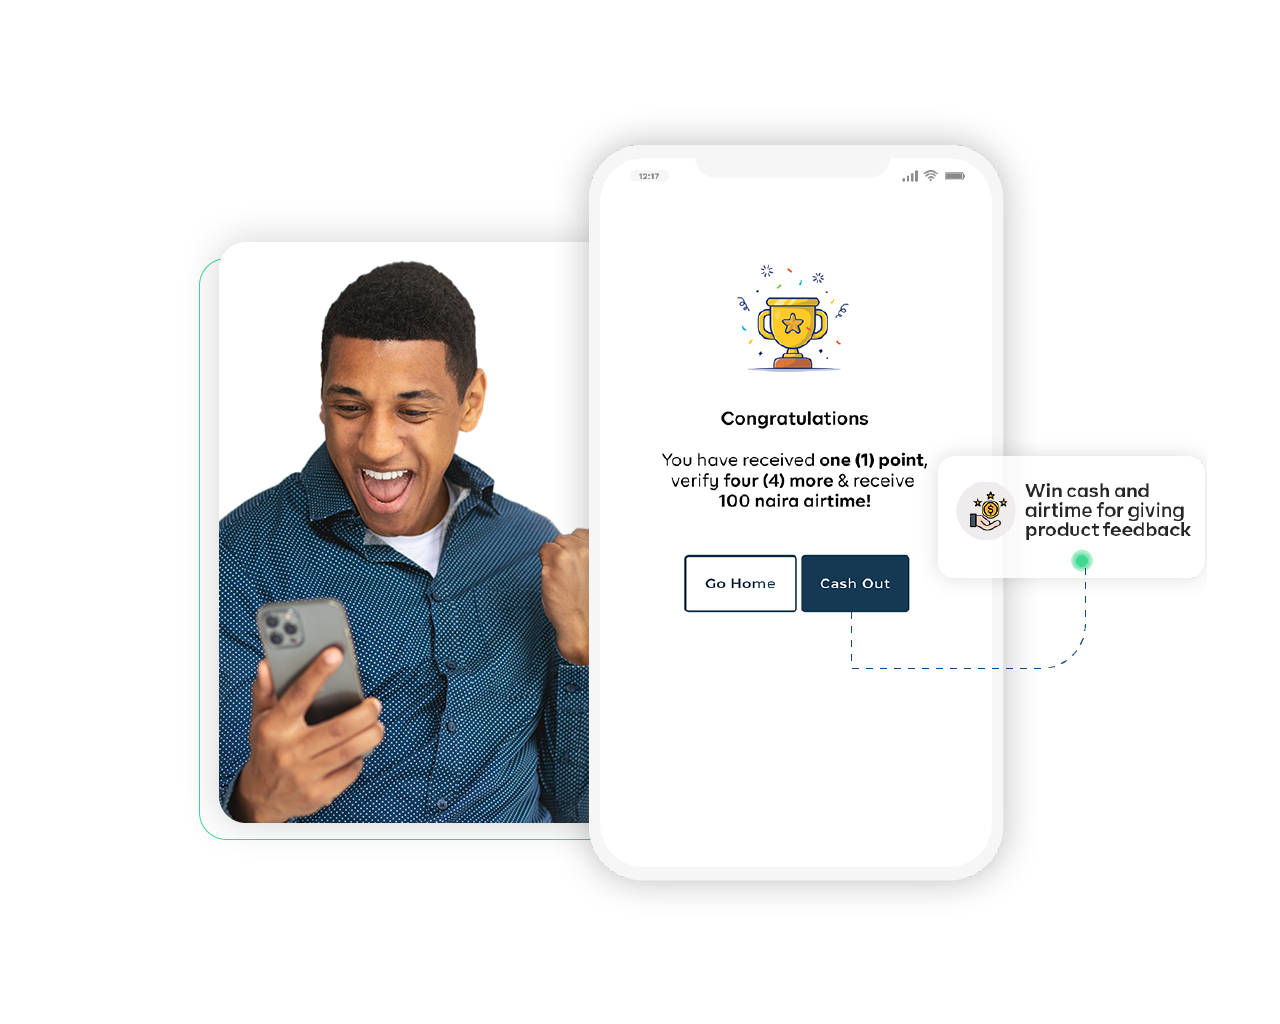 12:17
Congratulations
You have received one (1) point,
verify four (4) more & receive
100 naira airtime!
Go Home
Cash Out
Win cash and
airtime for giving
product feedback
$